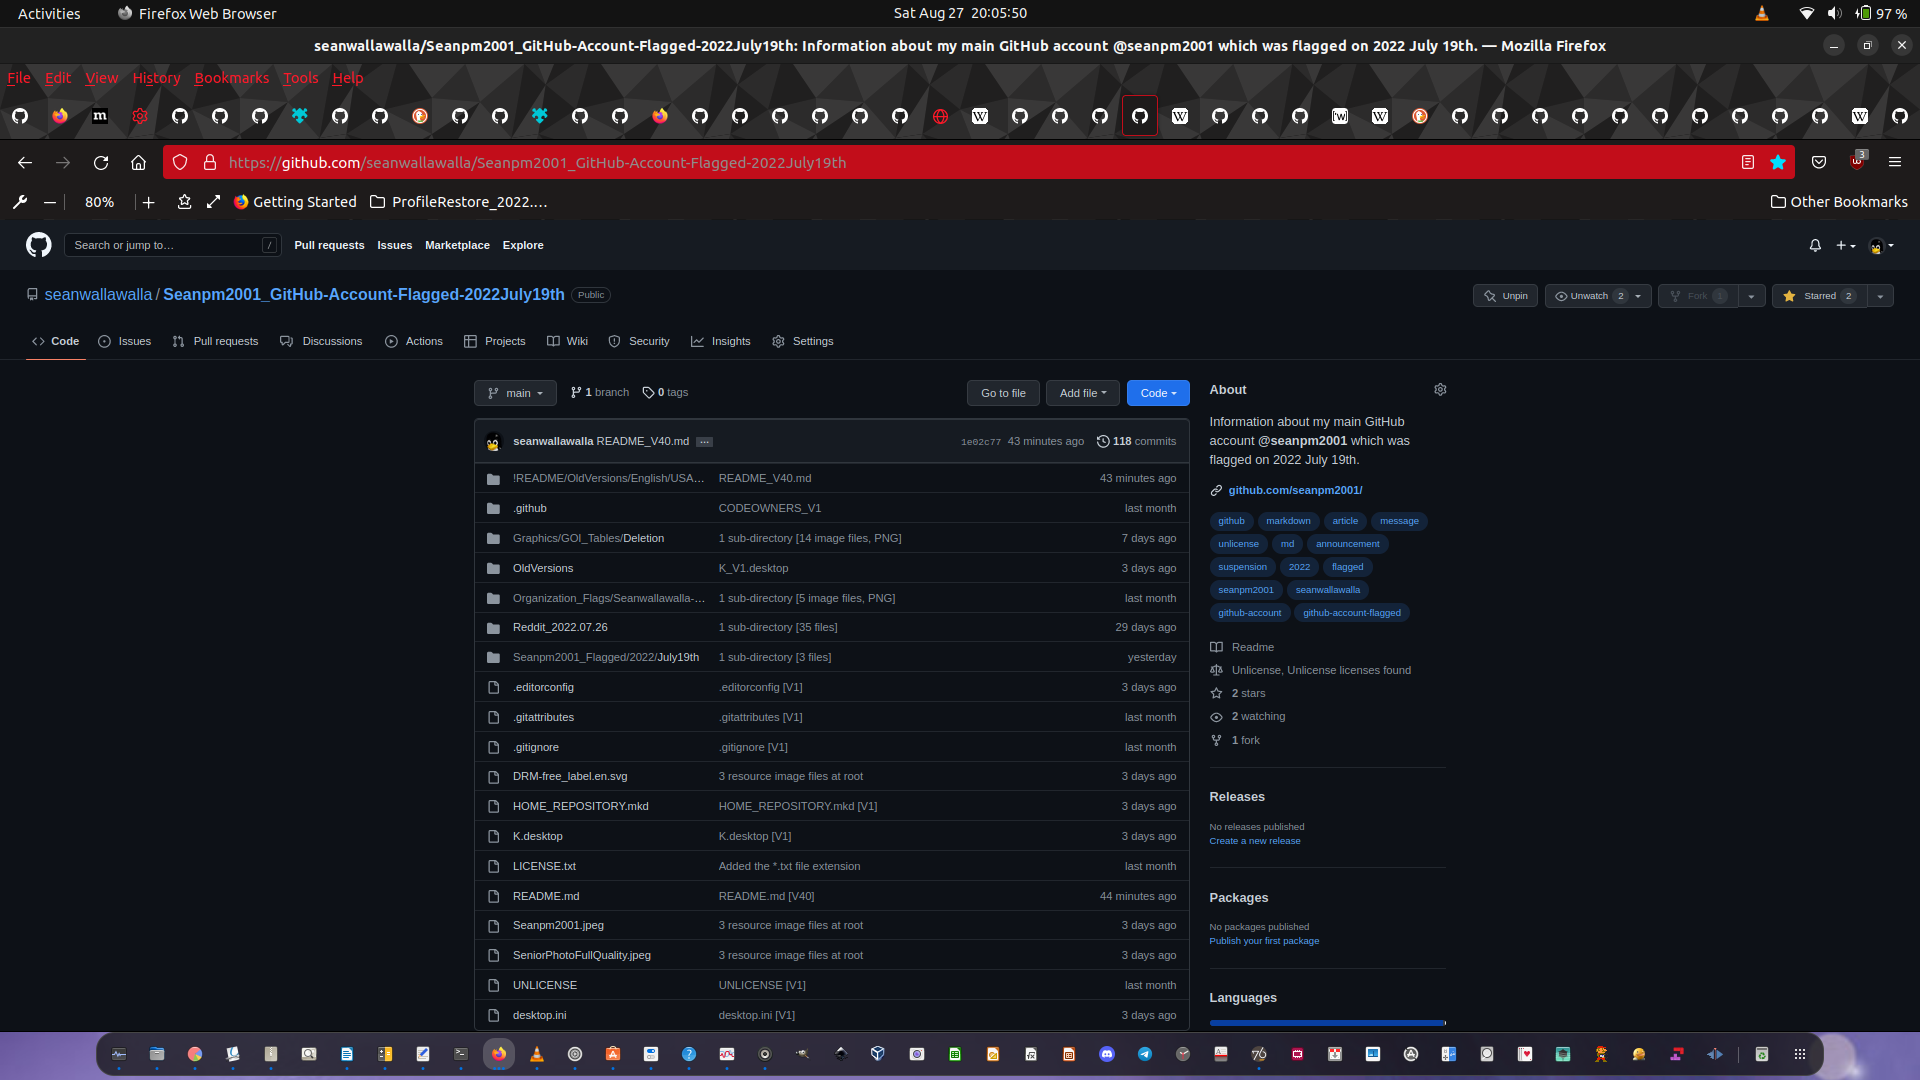 Activities Firefox Web Browser Sat Aug 27 20:05:50 97 %
seanwallawalla/Seanpm2001_GitHub-Account-Flagged-2022July19th: Information about my main GitHub account @seanpm2001 which was flagged on 2022 July 19th. — Mozilla Firefox
File Edit View History Bookmarks Tools Help
https://github.com/seanwallawalla/Seanpm2001_GitHub-Account-Flagged-2022July19th 3
80% Getting Started ProfileRestore_2022.… Other Bookmarks
Search or jump to… / Pull requests Issues Marketplace Explore
seanwallawalla / Seanpm2001_GitHub-Account-Flagged-2022July19th Public Unpin Unwatch 2 Fork 1 Starred 2
Code Issues Pull requests Discussions Actions Projects Wiki Security Insights Settings
main 1 branch 0 tags Go to file Add file Code
seanwallawalla README_V40.md … 1e02c77 43 minutes ago 118 commits
!README/OldVersions/English/USA… README_V40.md 43 minutes ago
.github CODEOWNERS_V1 last month
Graphics/GOI_Tables/Deletion 1 sub-directory [14 image files, PNG] 7 days ago
OldVersions K_V1.desktop 3 days ago
Organization_Flags/Seanwallawalla-… 1 sub-directory [5 image files, PNG] last month
Reddit_2022.07.26 1 sub-directory [35 files] 29 days ago
Seanpm2001_Flagged/2022/July19th 1 sub-directory [3 files] yesterday
.editorconfig .editorconfig [V1] 3 days ago
.gitattributes .gitattributes [V1] last month
.gitignore .gitignore [V1] last month
DRM-free_label.en.svg 3 resource image files at root 3 days ago
HOME_REPOSITORY.mkd HOME_REPOSITORY.mkd [V1] 3 days ago
K.desktop K.desktop [V1] 3 days ago
LICENSE.txt Added the *.txt file extension last month
README.md README.md [V40] 44 minutes ago
Seanpm2001.jpeg 3 resource image files at root 3 days ago
SeniorPhotoFullQuality.jpeg 3 resource image files at root 3 days ago
UNLICENSE UNLICENSE [V1] last month
desktop.ini desktop.ini [V1] 3 days ago
About
Information about my main GitHub
account @seanpm2001 which was
flagged on 2022 July 19th.
github.com/seanpm2001/
github markdown article message
unlicense md announcement
suspension 2022 flagged
seanpm2001 seanwallawalla
github-account github-account-flagged
Readme
Unlicense, Unlicense licenses found
2 stars
2 watching
1 fork
Releases
No releases published
Create a new release
Packages
No packages published
Publish your first package
Languages